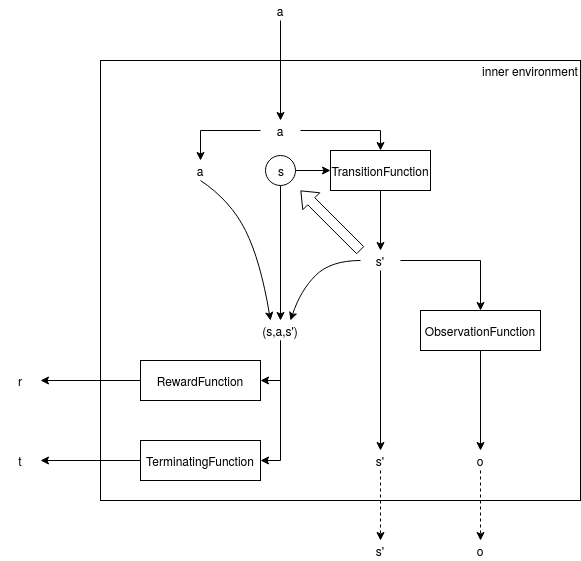 a
inner environment
a
a
s
TransitionFunction
s'
(s,a,s')
ObservationFunction
r
RewardFunction
t
TerminatingFunction
s'
o
s'
o